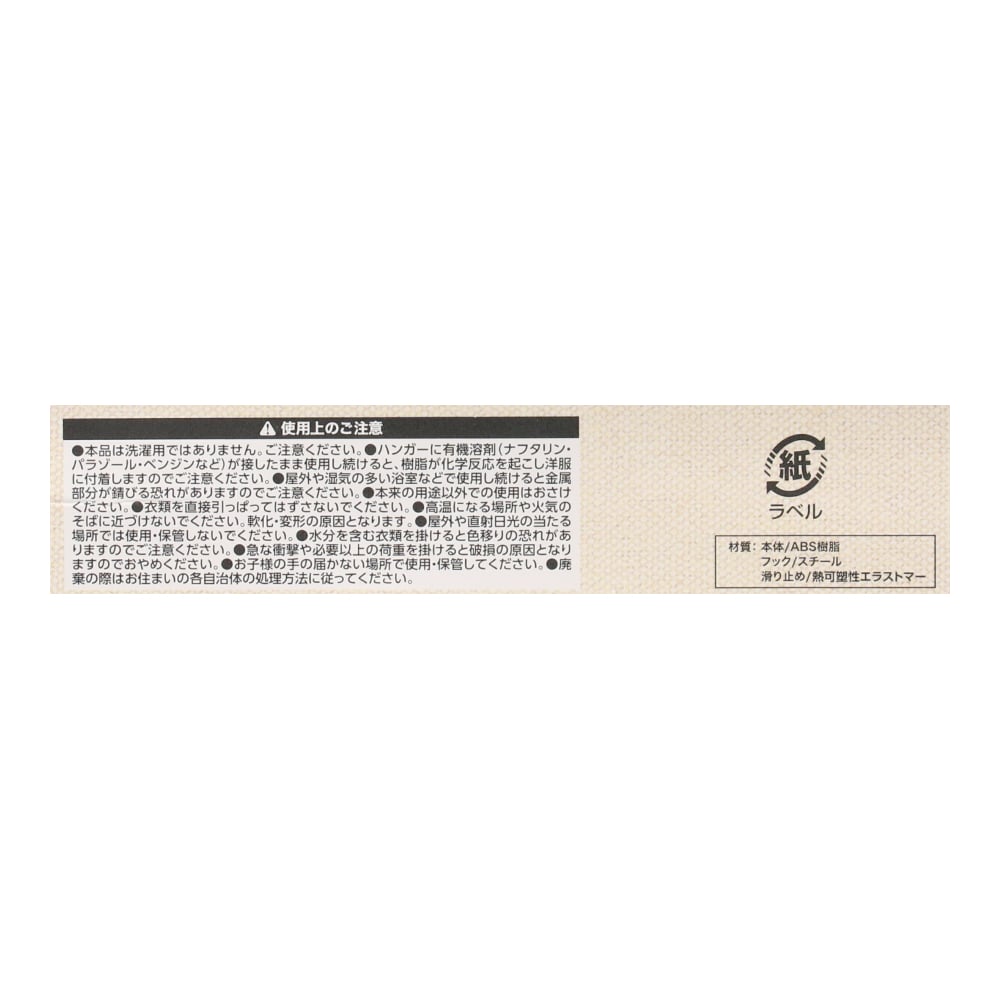 ⚠ 使用上のご注意
●本品は洗濯用ではありません。ご注意ください。●ハンガーに有機溶剤(ナフタリン・
パラゾール・ベンジンなど)が接したまま使用し続けると、樹脂が化学反応を起こし洋服
に付着しますのでご注意ください。●屋外や湿気の多い浴室などで使用し続けると金属
部分が錆びる恐れがありますのでご注意ください。●本来の用途以外での使用はおさけ
ください。●衣類を直接引っぱってはずさないでください。●高温になる場所や火気の
そばに近づけないでください。軟化・変形の原因となります。●屋外や直射日光の当たる
場所では使用・保管しないでください。●水分を含む衣類を掛けると色移りの恐れがあ
りますのでご注意ください。●急な衝撃や必要以上の荷重を掛けると破損の原因となり
ますのでおやめください。●お子様の手の届かない場所で使用・保管してください。●廃
棄の際はお住まいの各自治体の処理方法に従ってください。
紙
ラベル
材質：本体/ABS樹脂
フック/スチール
滑り止め/熱可塑性エラストマー